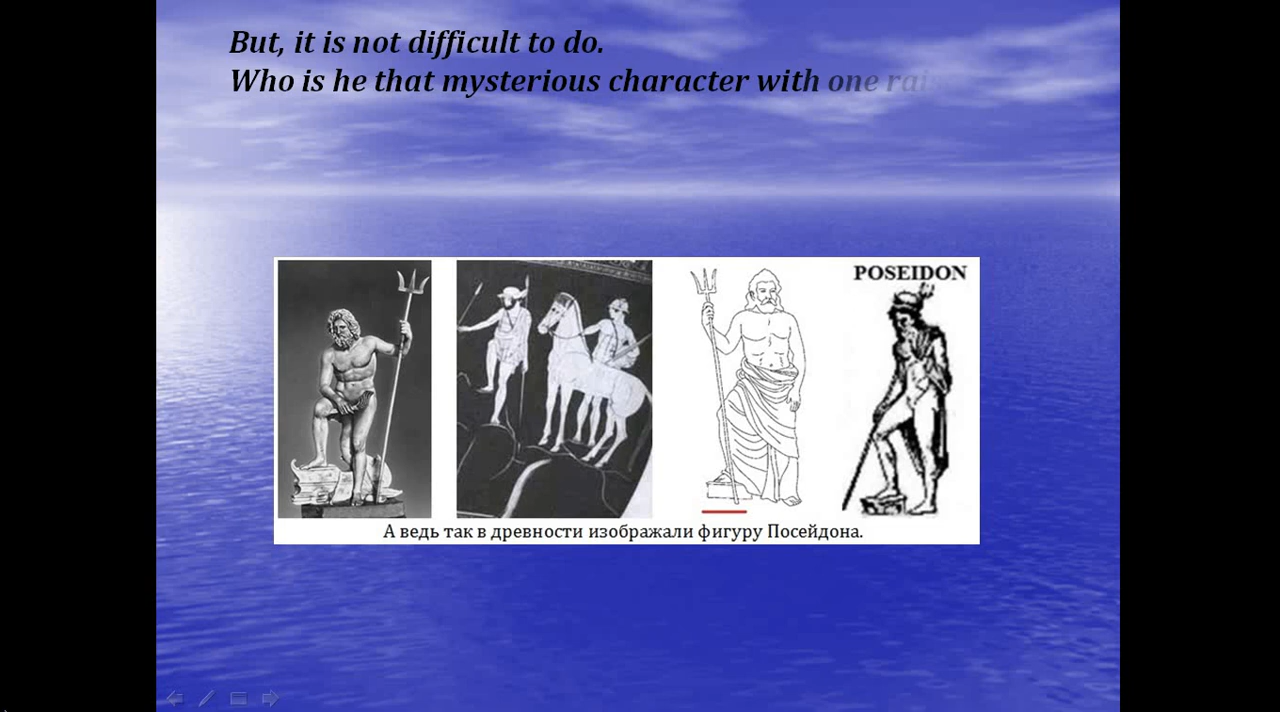 But, it is not difficult to do.
Who is he that mysterious character with one
POSEIDON
А ведь так в древности изображали фигуру Посейдона.